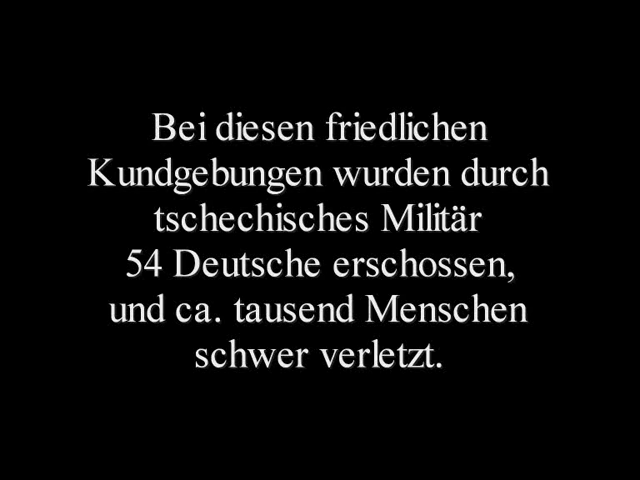 Bei diesen friedlichen
Kundgebungen wurden durch
tschechisches Militär
54 Deutsche erschossen,
und ca. tausend Menschen
schwer verletzt.